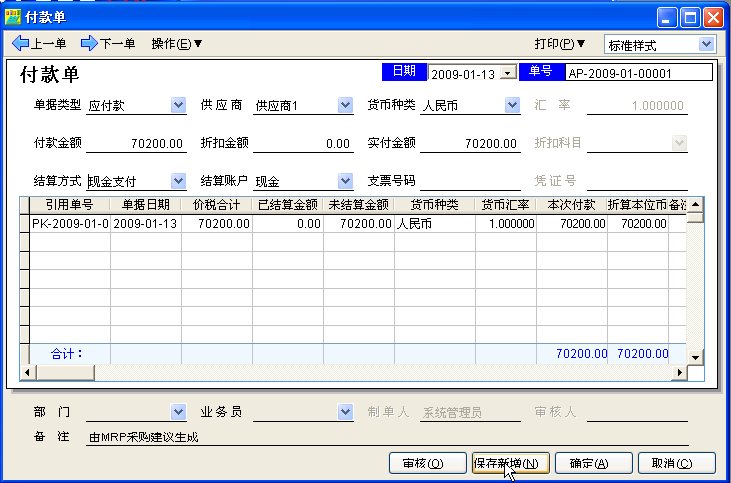 付款单
上一单 下一单 操作(E)▼ 打印(P)▼ 标准样式
付款单 日期 2009-01-13 单号 AP-2009-01-00001
单据类型 应付款 供应商 供应商1 货币种类 人民币 汇 率 1.000000
付款金额 70200.00 折扣金额 0.00 实付金额 70200.00 折扣科目
结算方式 现金支付 结算账户 现金 支票号码 凭证号
引用单号 单据日期 价税合计 已结算金额 未结算金额 货币种类 货币汇率 本次付款 折算本位币 备注
PK-2009-01-0 2009-01-13 70200.00 0.00 70200.00 人民币 1.000000 70200.00 70200.00
合计： 70200.00 70200.00
部 门 业务员 制单人 系统管理员 审核人
备 注 由MRP采购建议生成
审核(O) 保存新增(N) 确定(A) 取消(C)